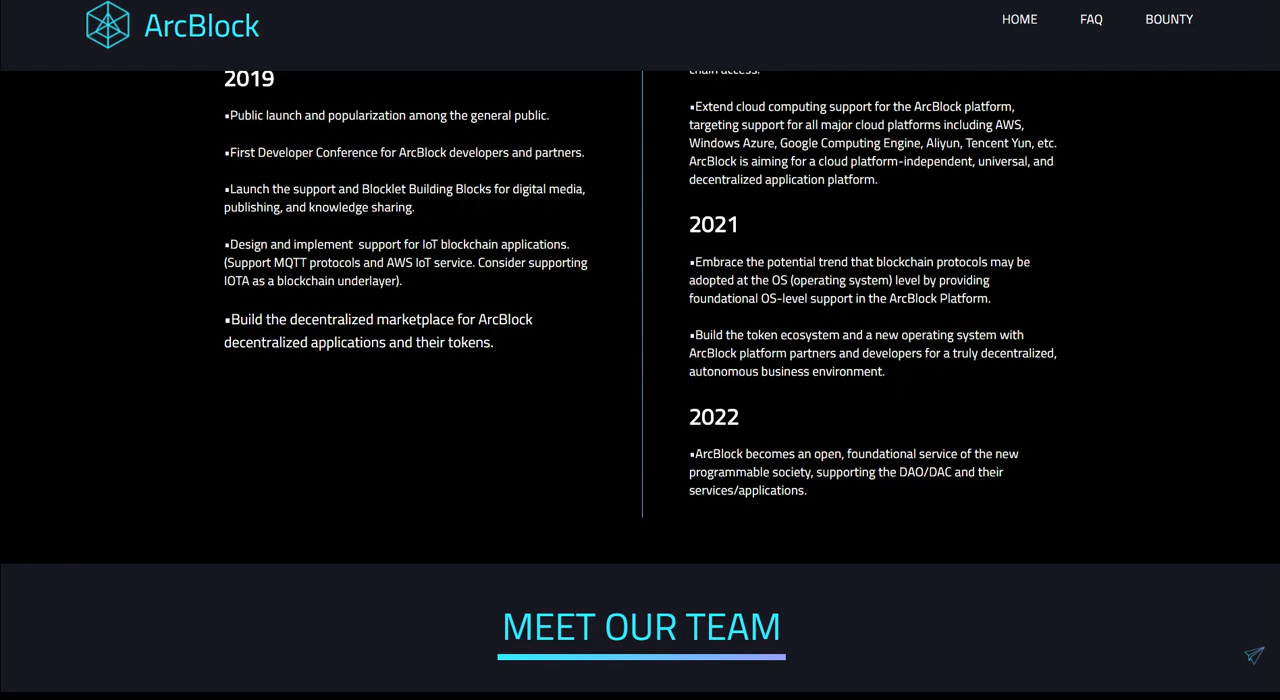 ArcBlock
HOME
FAQ
BOUNTY
2019
▪Public launch and popularization among the general public.
▪First Developer Conference for ArcBlock developers and partners.
▪Launch the support and Blocklet Building Blocks for digital media,
publishing, and knowledge sharing.
▪Design and implement  support for IoT blockchain applications.
(Support MQTT protocols and AWS IoT service. Consider supporting
IOTA as a blockchain underlayer).
▪Build the decentralized marketplace for ArcBlock
decentralized applications and their tokens.
chain access.
▪Extend cloud computing support for the ArcBlock platform,
targeting support for all major cloud platforms including AWS,
Windows Azure, Google Computing Engine, Aliyun, Tencent Yun, etc.
ArcBlock is aiming for a cloud platform-independent, universal, and
decentralized application platform.
2021
▪Embrace the potential trend that blockchain protocols may be
adopted at the OS (operating system) level by providing
foundational OS-level support in the ArcBlock Platform.
▪Build the token ecosystem and a new operating system with
ArcBlock platform partners and developers for a truly decentralized,
autonomous business environment.
2022
▪ArcBlock becomes an open, foundational service of the new
programmable society, supporting the DAO/DAC and their
services/applications.
MEET OUR TEAM